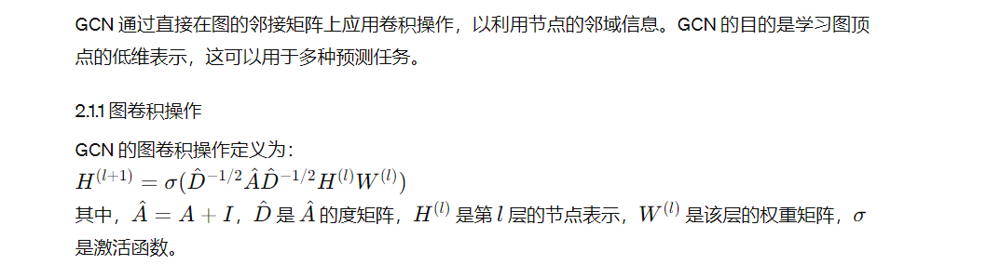 GCN 通过直接在图的邻接矩阵上应用卷积操作，以利用节点的邻域信息。GCN 的目的是学习图顶
点的低维表示，这可以用于多种预测任务。
2.1.1 图卷积操作
GCN 的图卷积操作定义为：
$H^{(l+1)} = \sigma(\hat{D}^{-1/2}\hat{A}\hat{D}^{-1/2}H^{(l)}W^{(l)})$
其中，$\hat{A} = A + I$，$\hat{D}$ 是 $\hat{A}$ 的度矩阵，$H^{(l)}$ 是第 $l$ 层的节点表示，$W^{(l)}$ 是该层的权重矩阵，$\sigma$
是激活函数。